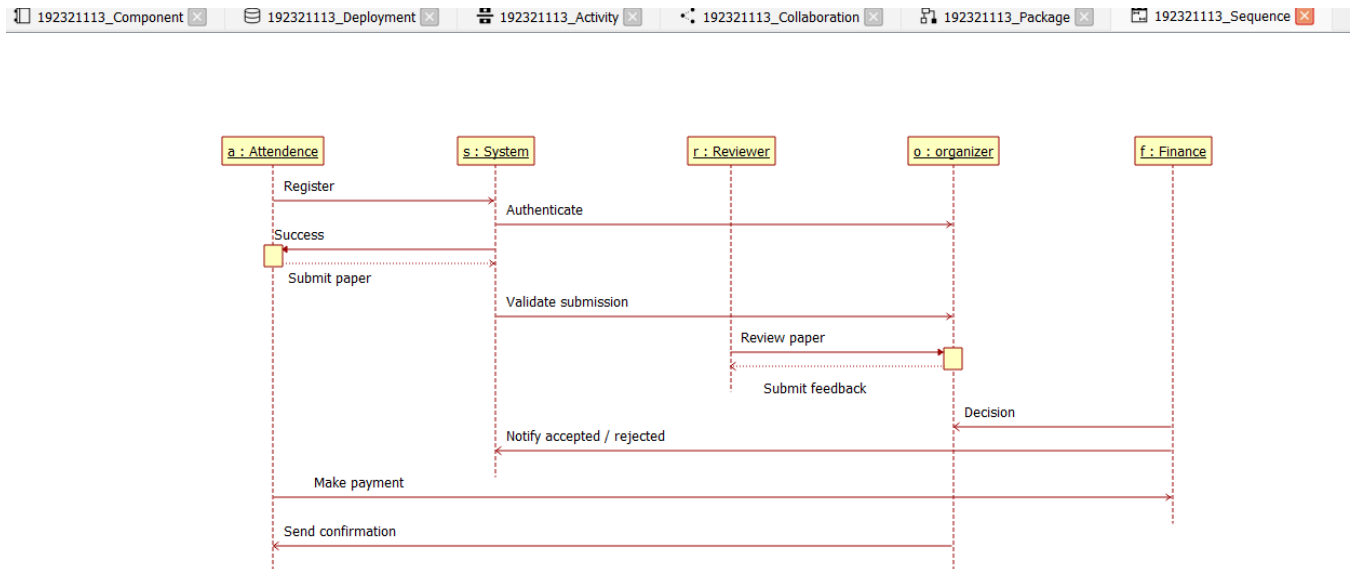 192321113_Component
192321113_Deployment
192321113_Activity
192321113_Collaboration
192321113_Package
192321113_Sequence
a : Attendence
s : System
r : Reviewer
o : organizer
f : Finance
Register
Authenticate
Success
Submit paper
Validate submission
Review paper
Submit feedback
Decision
Notify accepted / rejected
Make payment
Send confirmation